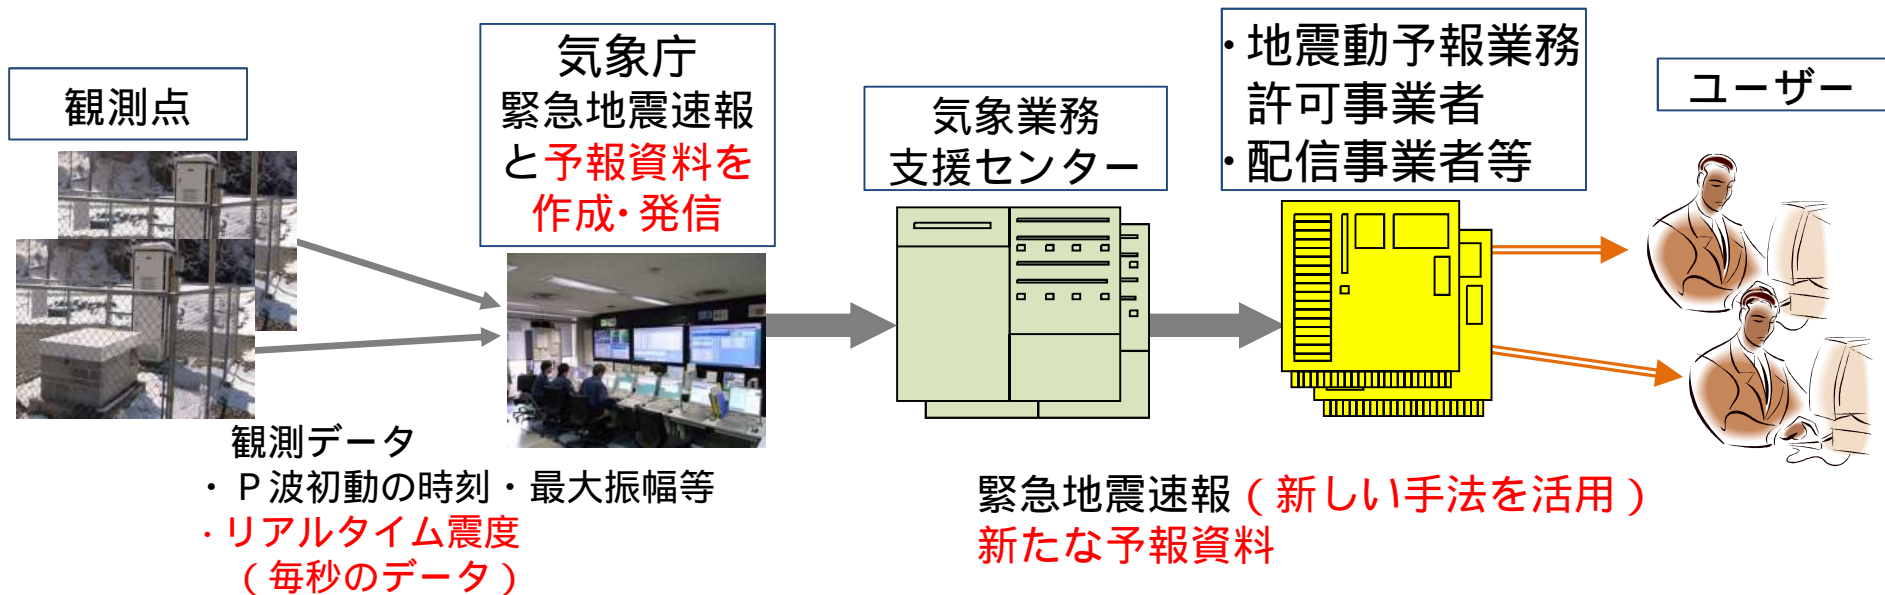 観測点
気象庁
緊急地震速報
と予報資料を
作成・発信
気象業務
支援センター
・地震動予報業務
許可事業者
・配信事業者等
ユーザー
観測データ
・Ｐ波初動の時刻・最大振幅等
・リアルタイム震度
（毎秒のデータ）
緊急地震速報（新しい手法を活用）
新たな予報資料